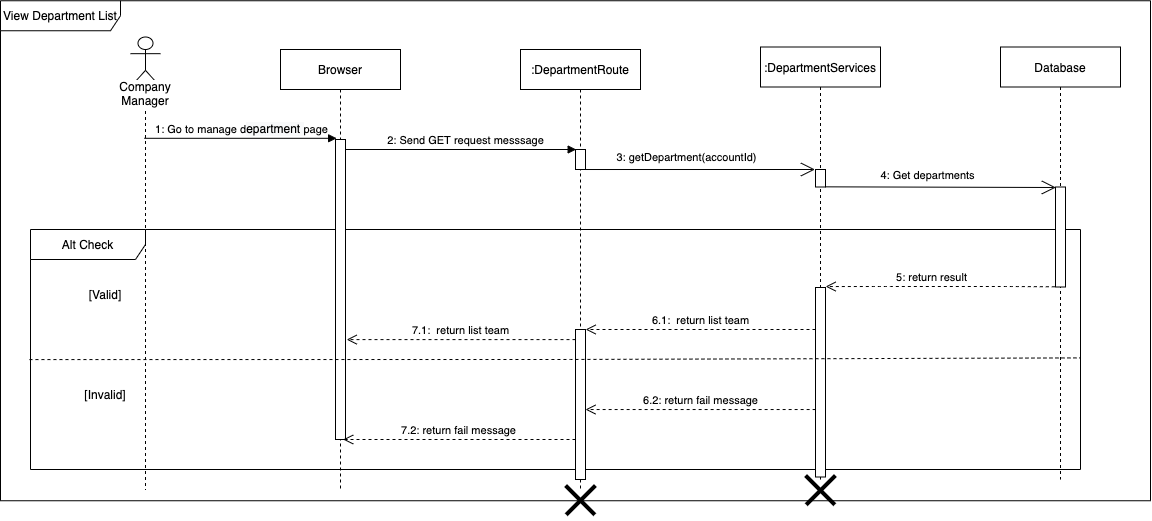 View Department List
Company
Manager
Browser
:DepartmentRoute
:DepartmentServices
Database
1: Go to manage department page
2: Send GET request messsage
3: getDepartment(accountId)
4: Get departments
Alt Check
[Valid]
5: return result
6.1: return list team
7.1: return list team
[Invalid]
6.2: return fail message
7.2: return fail message